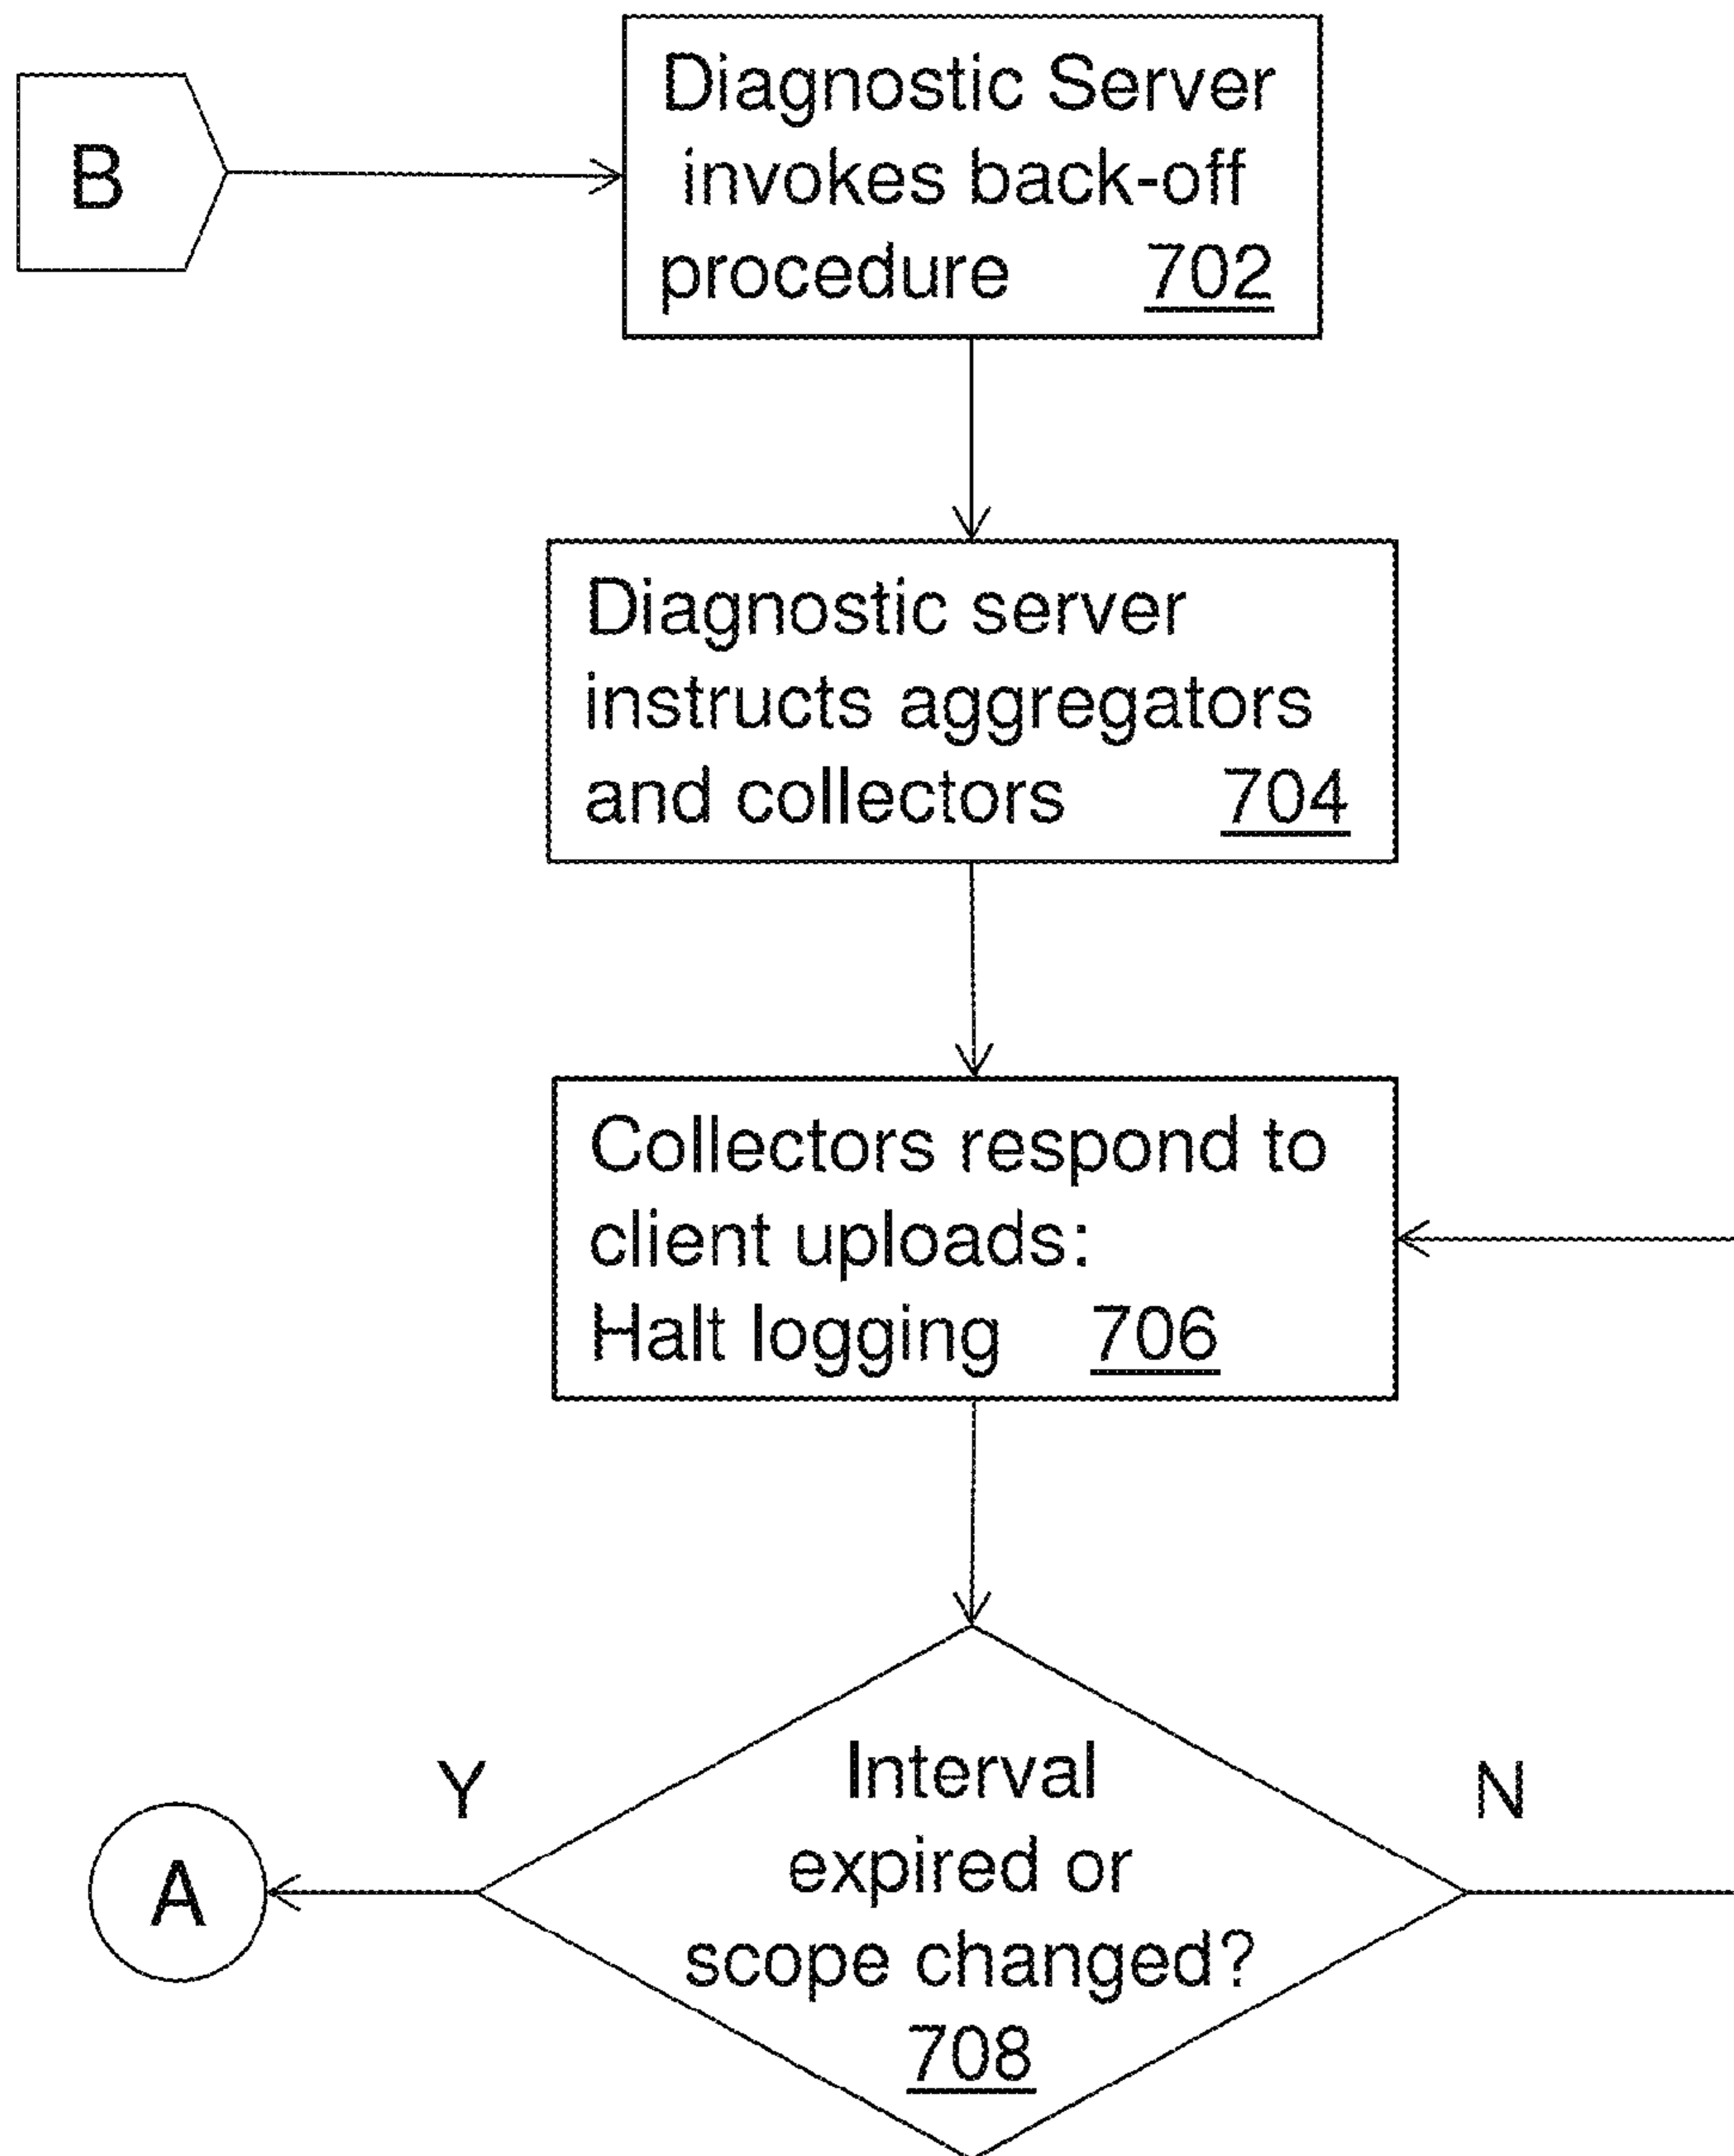 B
Diagnostic Server
invokes back-off
procedure 702
Diagnostic server
instructs aggregators
and collectors 704
Collectors respond to
client uploads:
Halt logging 706
Y
N
Interval
expired or
scope changed?
708
A